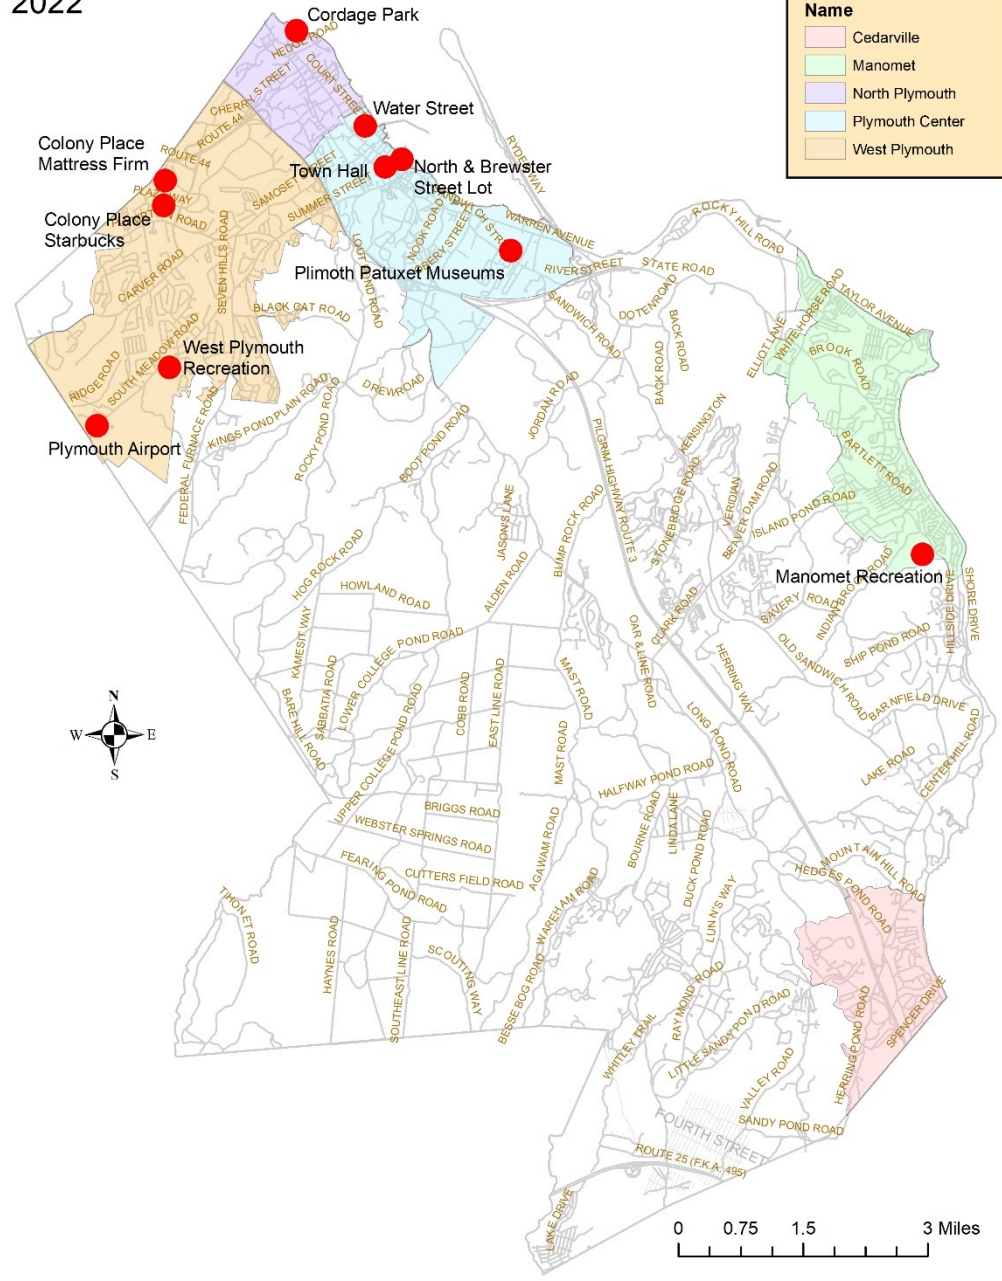 2022
Name
Cedarville
Manomet
North Plymouth
Plymouth Center
West Plymouth
Cordage Park
HEDGE ROAD
COURT STREET
CHERRY STREET
ROUTE 44
Water Street
Colony Place
Mattress Firm
ROUTE 44
Town Hall
North & Brewster
Street Lot
RYDER WAY
Colony Place
Starbucks
SAMOSET STREET
SUMMER STREET
SANDWICH STREET
WARREN AVENUE
NOOK ROAD
ROCKY HILL ROAD
CARVER ROAD
SEVEN HILLS ROAD
LOUT POND ROAD
Plimoth Patuxet Museums
RIVER STREET
STATE ROAD
SANDWICH ROAD
DOTEN ROAD
BACK ROAD
BACK ROAD
TAYLOR AVENUE
WHITE HORSE ROAD
ELLIOT LANE
BROOK ROAD
BLACK CAT ROAD
West Plymouth
Recreation
RIDGE ROAD
SOUTH MEADOW ROAD
Plymouth Airport
FEDERAL FURNACE ROAD
KINGS POND PLAIN ROAD
ROCKY POND ROAD
DREW ROAD
BOOT POND ROAD
JORDAN ROAD
PILGRIM HIGHWAY ROUTE 3
KENSINGTON
BARTLETT ROAD
STONEBRIDGE ROAD
VERIDIAN
BEAVER DAM ROAD
ISLAND POND ROAD
JASON'S LANE
BUMP ROCK ROAD
Manomet Recreation
HOG ROCK ROAD
HOWLAND ROAD
ALDEN ROAD
CLARK ROAD
SAVERY ROAD
INDIAN BROOK ROAD
HILLSIDE DRIVE
SHORE DRIVE
KAMESIT WAY
SABBATIA ROAD
LOWER COLLEGE POND ROAD
OAR & LINE ROAD
HERRING WAY
OLD SANDWICH ROAD
SHIP POND ROAD
BARNFIELD DRIVE
BARE HILL ROAD
UPPER COLLEGE POND ROAD
COBB ROAD
EAST LINE ROAD
MAST ROAD
MAST ROAD
LONG POND ROAD
LAKE ROAD
CENTER HILL ROAD
N
W
E
S
HALFWAY POND ROAD
BRIGGS ROAD
WEBSTER SPRINGS ROAD
FEARING POND ROAD
CUTTERS FIELD ROAD
AGAWAM ROAD
BOURNE ROAD
LINDA LANE
DUCK POND ROAD
LUNN'S WAY
MOUNTAIN HILL ROAD
HEDGES POND ROAD
TIHONET ROAD
HAYNES ROAD
SOUTHEAST LINE ROAD
SCOUTING WAY
BESSE BOG ROAD
WAREHAM ROAD
RAYMOND ROAD
LITTLE SANDY POND ROAD
WHITLEY TRAIL
VALLEY ROAD
HERRING POND ROAD
SPENCER DRIVE
SANDY POND ROAD
FOURTH STREET
ROUTE 25 (F.K.A. 495)
LAKE DRIVE
0 0.75 1.5 3 Miles